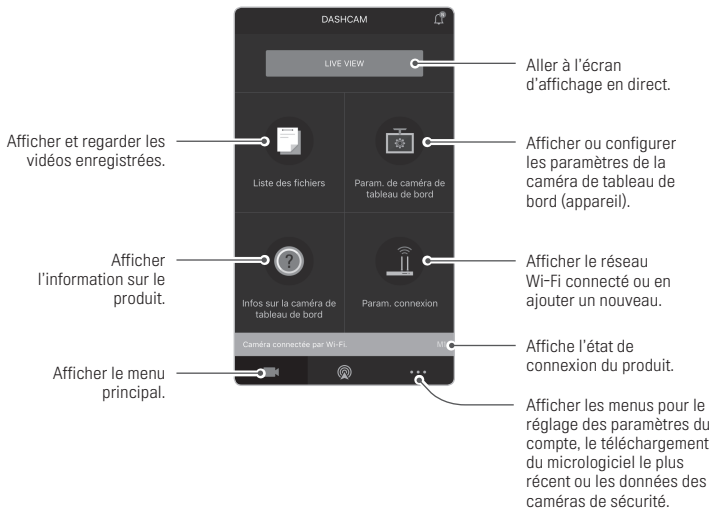 DASHCAM
LIVE VIEW
Aller à l'écran
d'affichage en direct.
Afficher et regarder les
vidéos enregistrées.
Liste des fichiers
Param. de caméra de
tableau de bord
Afficher ou configurer
les paramètres de la
caméra de tableau de
bord (appareil).
Afficher
l'information sur le
produit.
Infos sur la caméra de
tableau de bord
Param. connexion
Afficher le réseau
Wi-Fi connecté ou en
ajouter un nouveau.
Caméra connectée par Wi-Fi.
Affiche l'état de
connexion du produit.
Afficher le menu
principal.
Afficher les menus pour le
réglage des paramètres du
compte, le téléchargement
du micrologiciel le plus
récent ou les données des
caméras de sécurité.